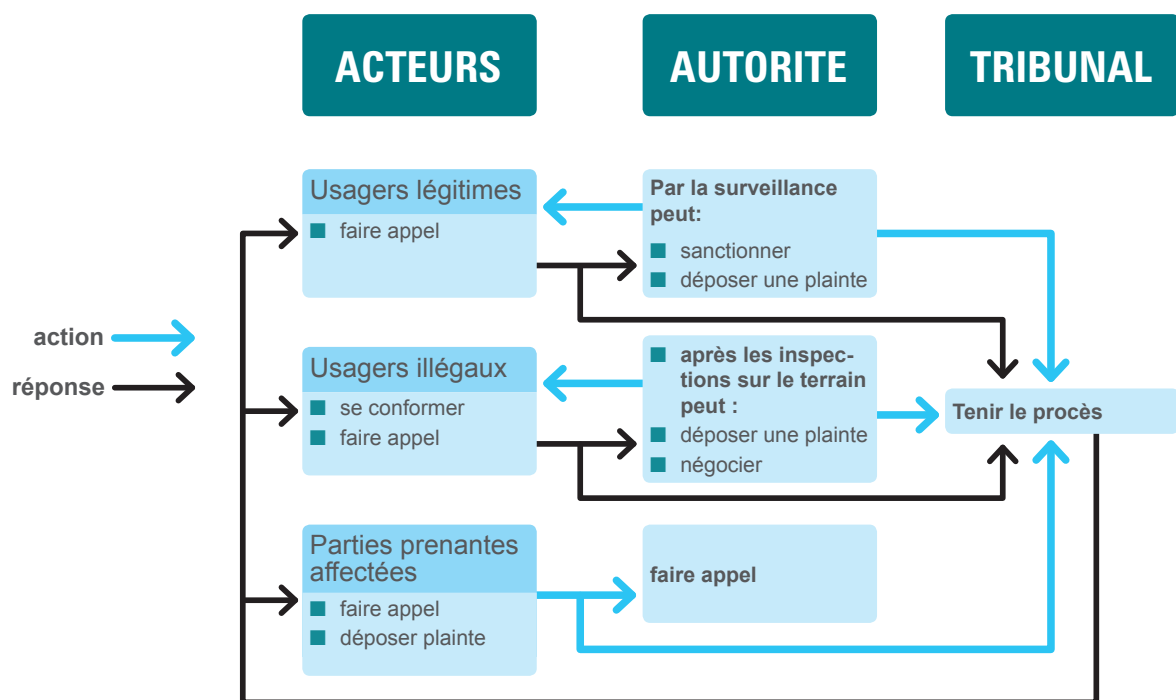 ACTEURS
AUTORITE
TRIBUNAL
Usagers légitimes
faire appel
Par la surveillance
peut:
sanctionner
déposer une plainte
action
réponse
Usagers illégaux
se conformer
faire appel
après les inspec-
tions sur le terrain
peut :
déposer une plainte
négocier
Tenir le procès
Parties prenantes
affectées
faire appel
déposer plainte
faire appel